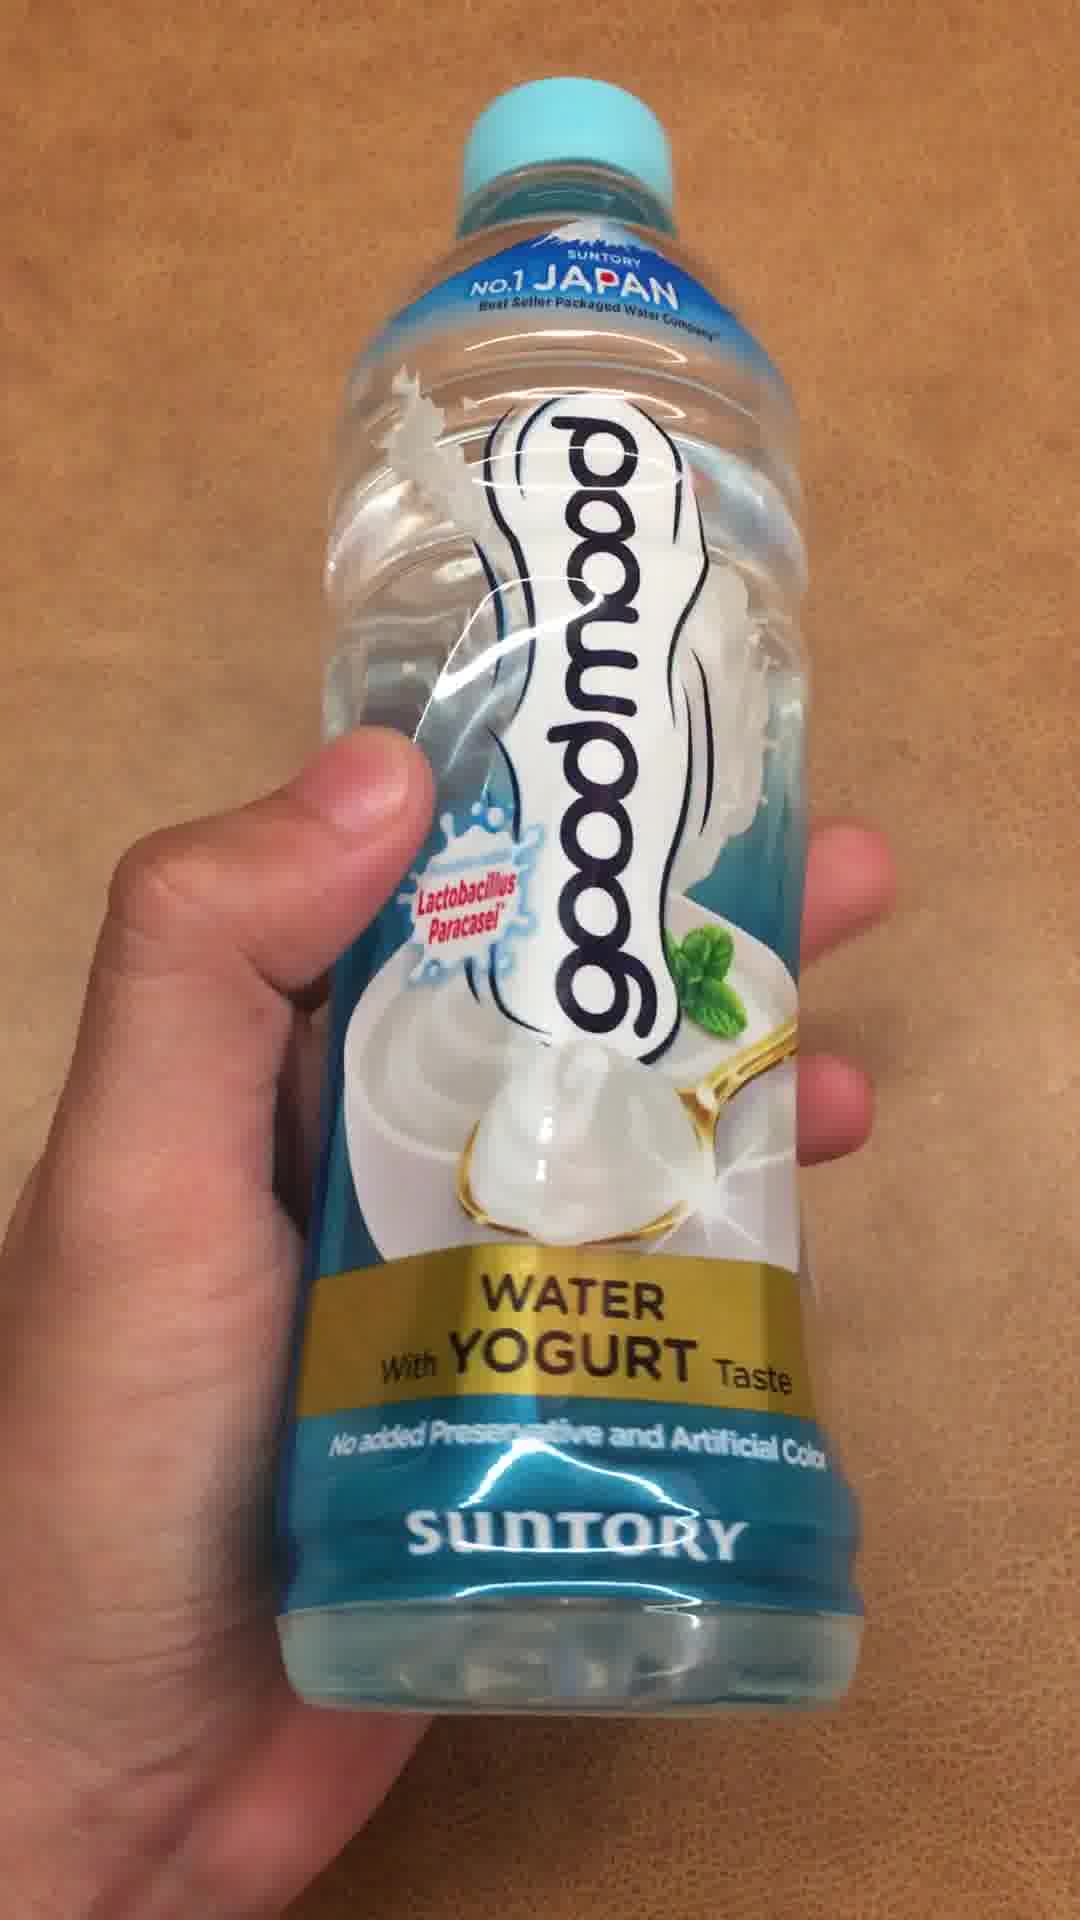 SUNTORY
NO.1 JAPAN
Best Seller Packaged Water Company*
goodmood
Lactobacillus
Paracasei*
WATER
With YOGURT Taste
No added Preservative and Artificial Color
SUNTORY